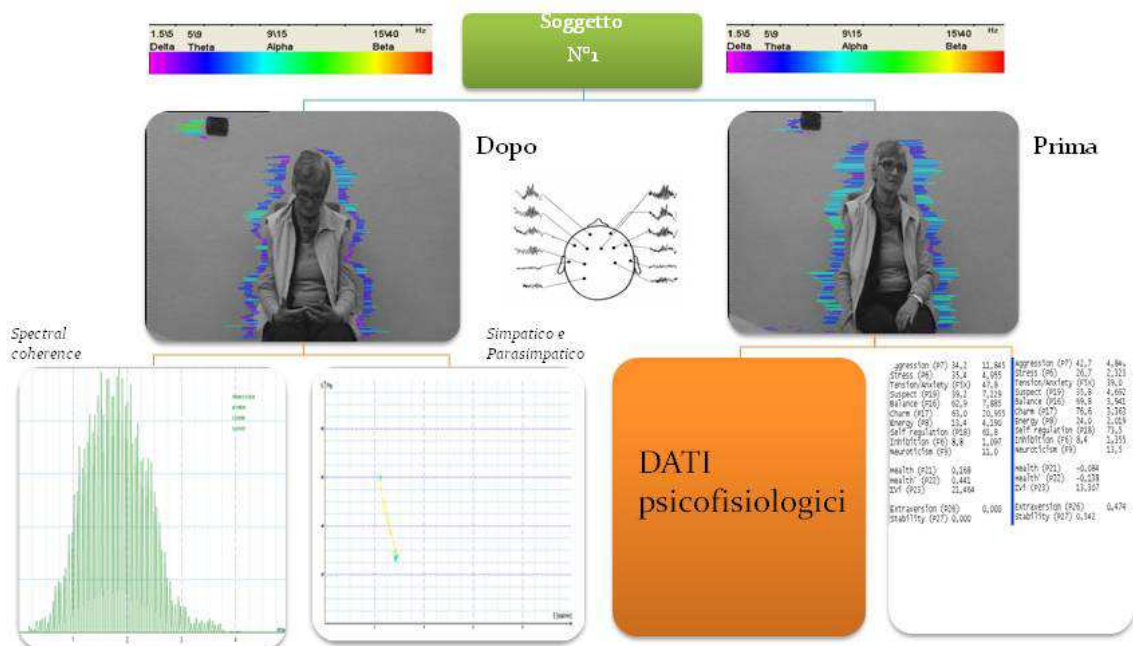 1.5\5 5\9 9\15 15\40 Hz
Delta Theta Alpha Beta
Soggetto
N°1
1.5\5 5\9 9\15 15\40 Hz
Delta Theta Alpha Beta
Dopo
Prima
Spectral
coherence
Simpatico e
Parasimpatico
1 2 3 4
DATI
psicofisiologici
Aggression (P7) 34,2 11,845
Stress (P6) 35,4 4,955
Tension/Anxiety (F5X) 47,8
Suspect (P19) 39,2 7,229
Balance (P16) 62,9 7,885
Charm (P17) 63,0 20,955
Energy (P8) 13,4 4,190
Self regulation (P18) 61,8
Inhibition (F6) 8,8 1,097
Neuroticism (F9) 11,0
Health (P21) 0,168
Health` (P22) 0,441
(P23) 21,464
Extraversion (P26) 0,000
Stability (P27) 0,000
Aggression (P7) 42,7
Stress (P6) 26,7 2,323
Tension/Anxiety (F5X) 39,0
Suspect (P19) 35,8 4,692
Balance (P16) 69,8 3,941
Charm (P17) 76,6 3,363
Energy (P8) 24,0 2,019
Self regulation (P18) 73,5
Inhibition (F6) 8,4 1,355
Neuroticism (F9) 13,5
Health (P21) -0,084
Health` (P22) -0,138
(P23) 13,307
Extraversion (P26) 0,474
Stability (P27) 0,542